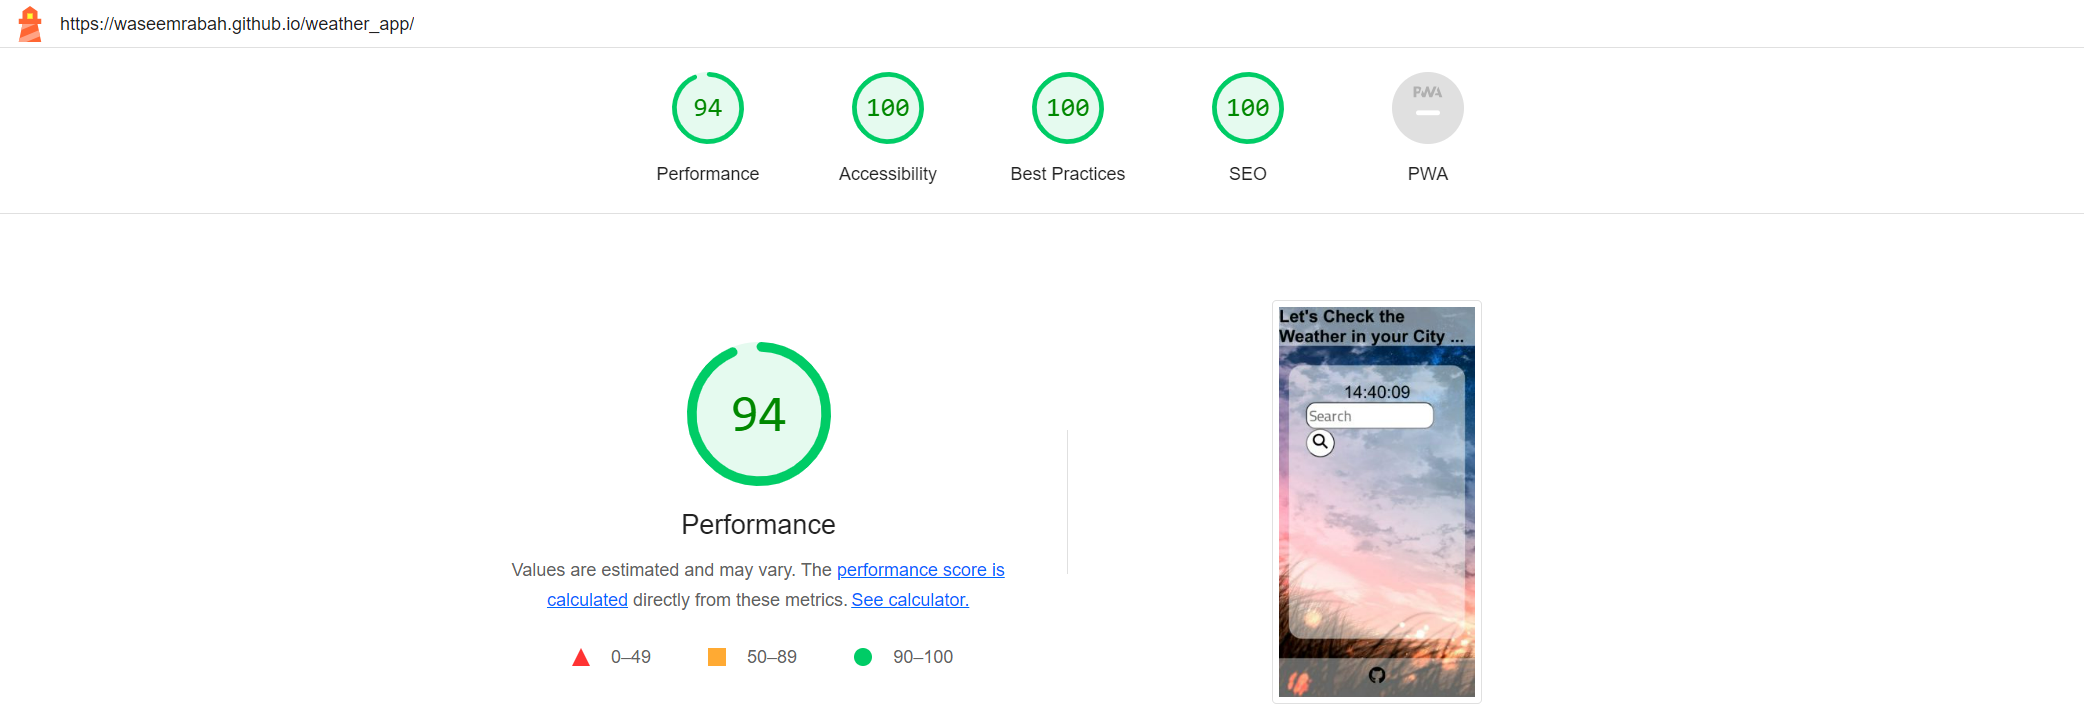 https://waseemrabah.github.io/weather_app/
94
100
100
100
PWA
Performance
Accessibility
Best Practices
SEO
PWA
94
Performance
Values are estimated and may vary. The performance score is
calculated directly from these metrics. See calculator.
0–49
50–89
90–100
Let's Check the
Weather in your City ...
14:40:09
Search